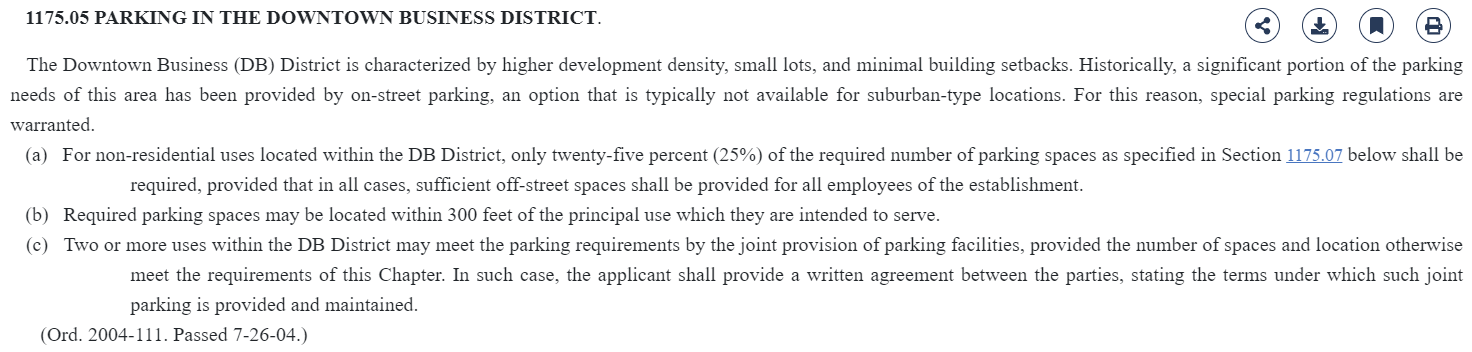 1175.05 PARKING IN THE DOWNTOWN BUSINESS DISTRICT.
The Downtown Business (DB) District is characterized by higher development density, small lots, and minimal building setbacks. Historically, a significant portion of the parking
needs of this area has been provided by on-street parking, an option that is typically not available for suburban-type locations. For this reason, special parking regulations are
warranted.
(a) For non-residential uses located within the DB District, only twenty-five percent (25%) of the required number of parking spaces as specified in Section 1175.07 below shall be
required, provided that in all cases, sufficient off-street spaces shall be provided for all employees of the establishment.
(b) Required parking spaces may be located within 300 feet of the principal use which they are intended to serve.
(c) Two or more uses within the DB District may meet the parking requirements by the joint provision of parking facilities, provided the number of spaces and location otherwise
meet the requirements of this Chapter. In such case, the applicant shall provide a written agreement between the parties, stating the terms under which such joint
parking is provided and maintained.
(Ord. 2004-111. Passed 7-26-04.)